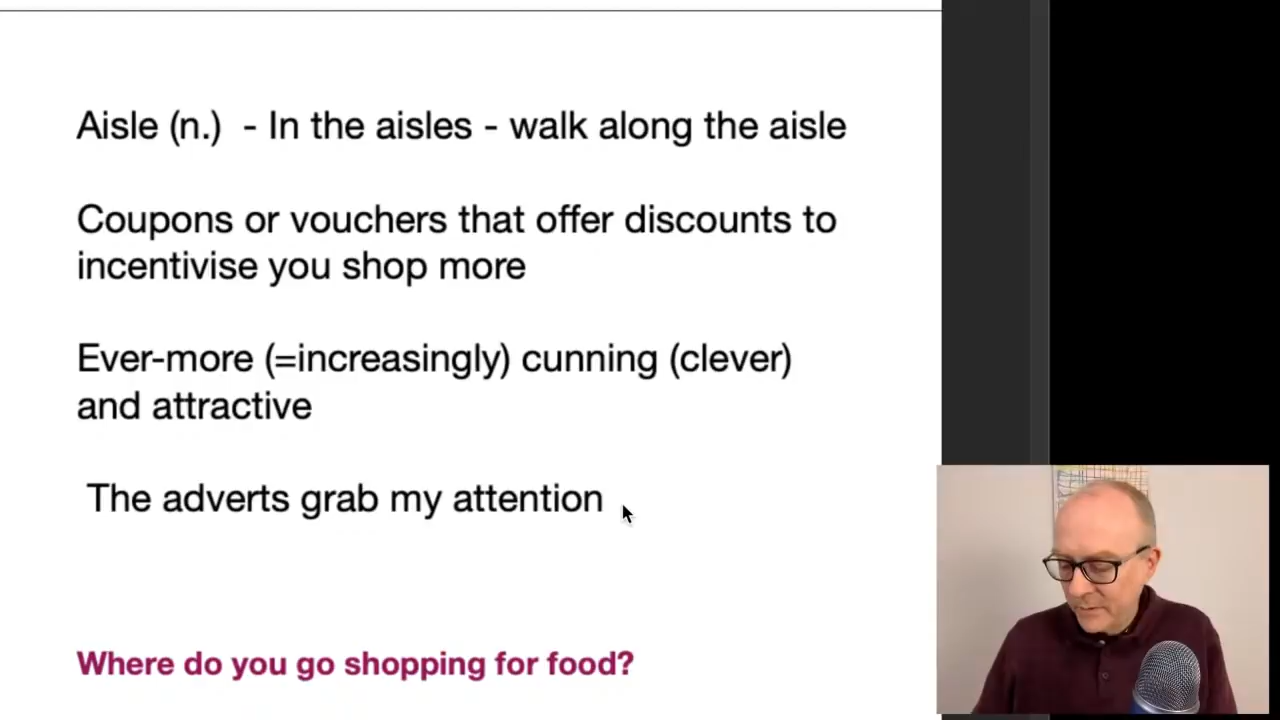 Aisle (n.)  - In the aisles - walk along the aisle
Coupons or vouchers that offer discounts to
incentivise you shop more
Ever-more (=increasingly) cunning (clever)
and attractive
The adverts grab my attention
Where do you go shopping for food?